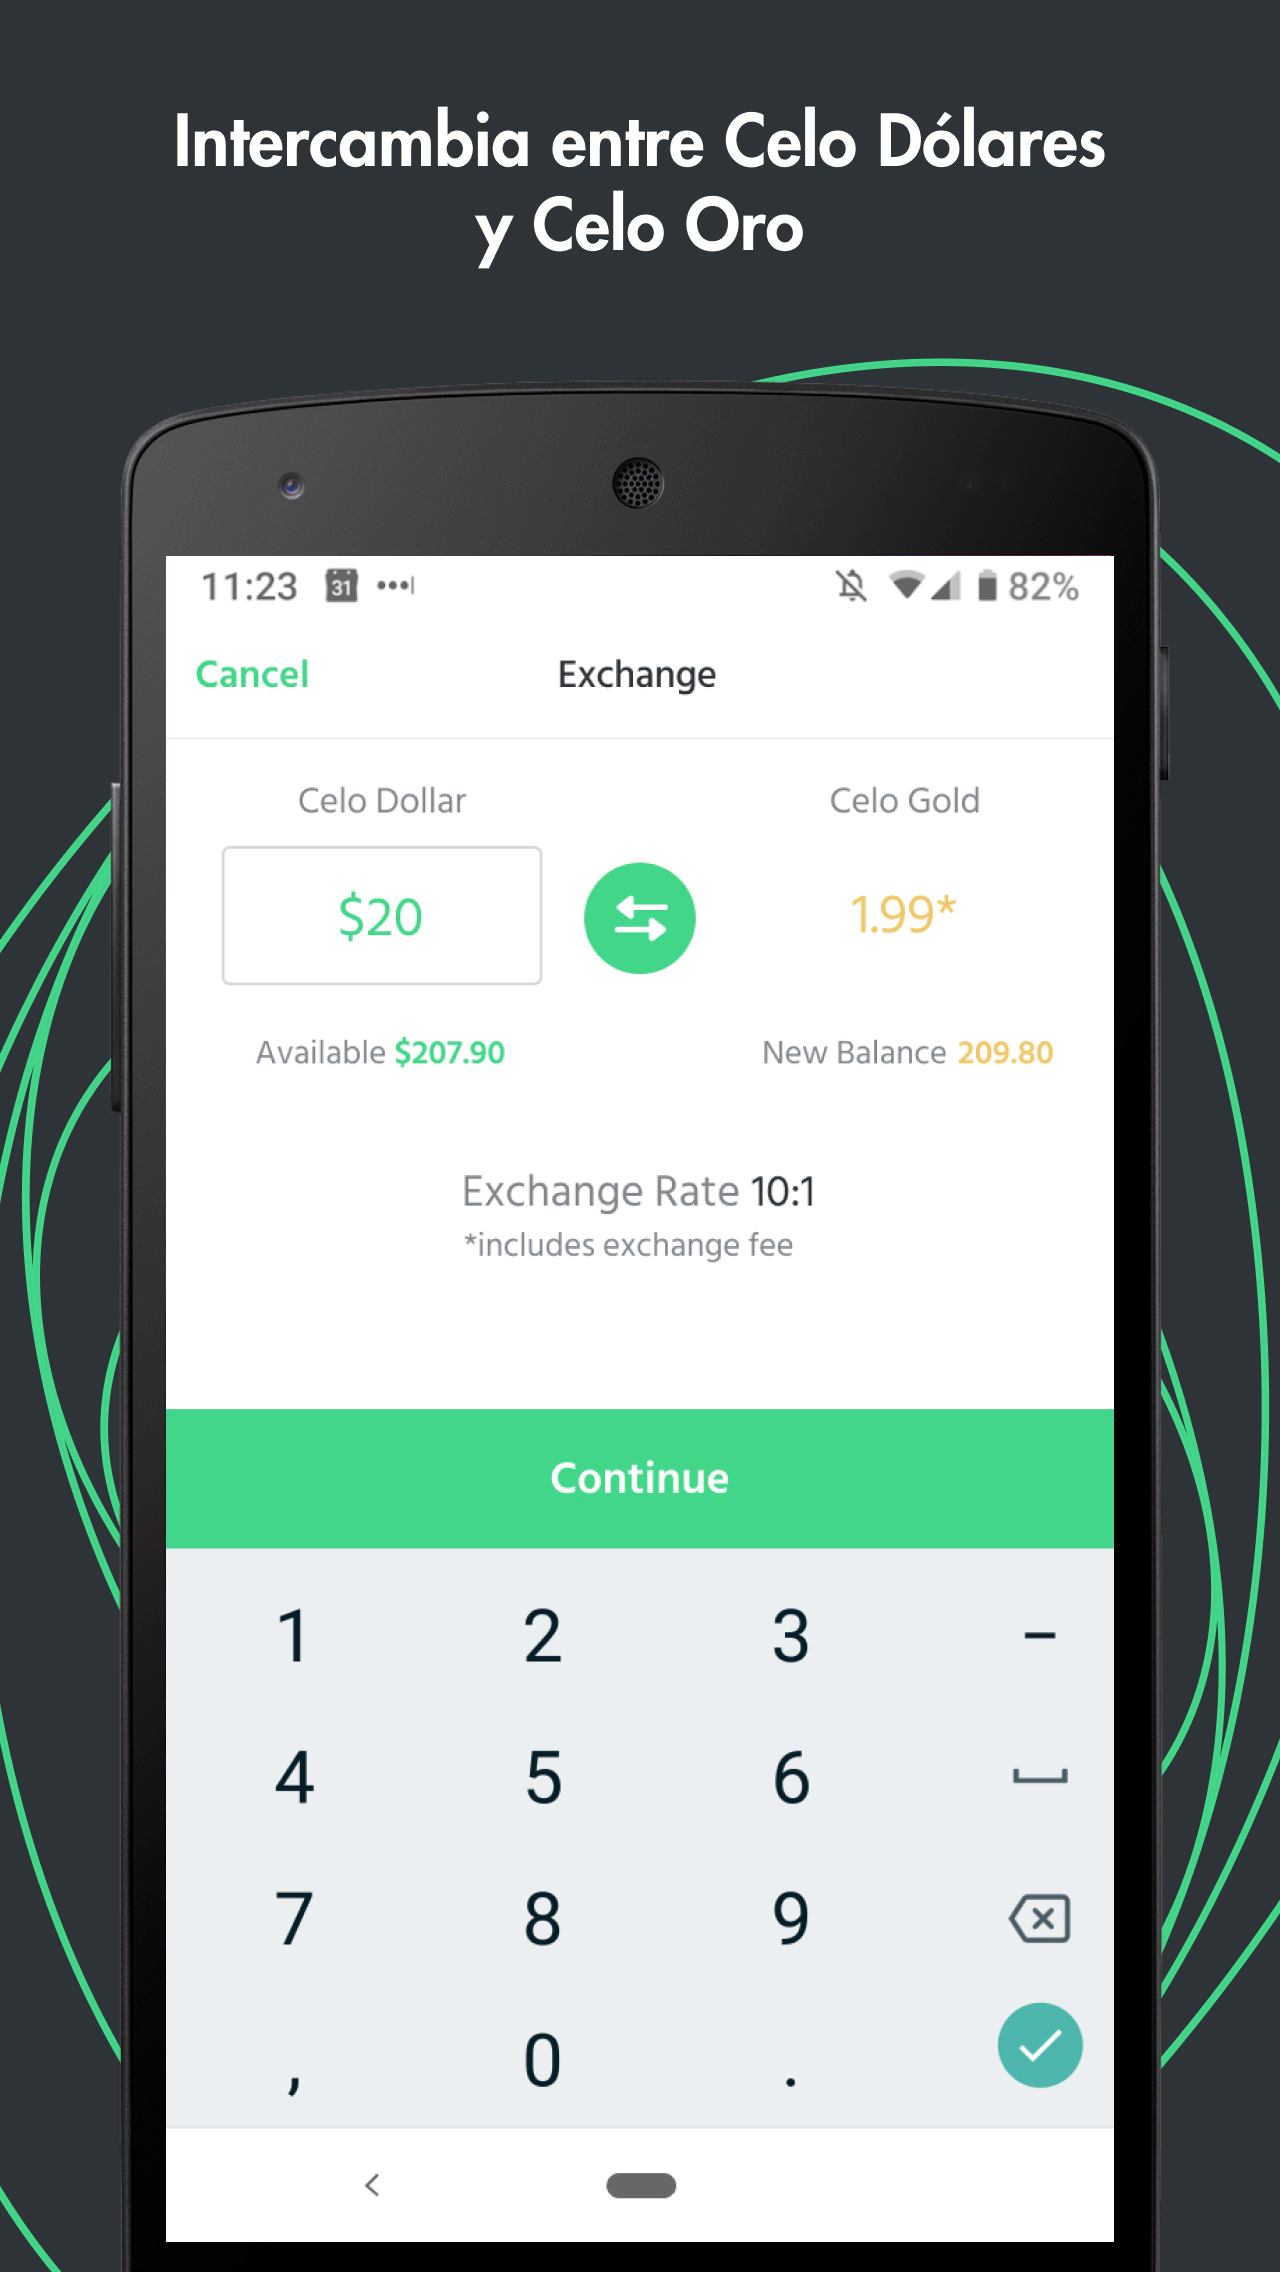 Intercambia entre Celo Dólares
y Celo Oro
11:23 31 82%
Cancel Exchange
Celo Dollar Celo Gold
$20 1.99*
Available $207.90 New Balance 209.80
Exchange Rate 10:1
*includes exchange fee
Continue
1 2 3 –
4 5 6
7 8 9
, 0 .